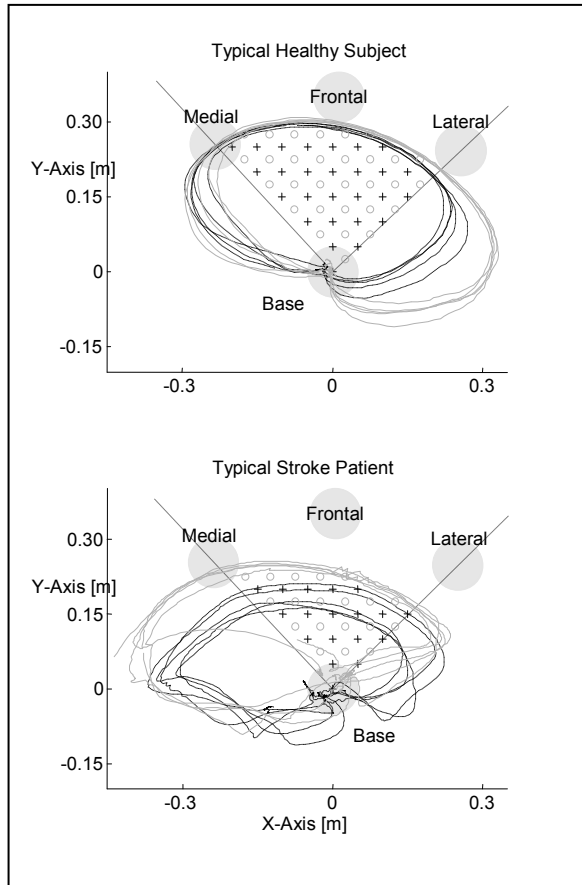 Typical Healthy Subject
Frontal
Medial
Lateral
0.30
Y-Axis [m]
0.15
0
Base
-0.15
-0.3
0
0.3
Typical Stroke Patient
Frontal
Medial
Lateral
0.30
Y-Axis [m]
0.15
0
Base
-0.15
-0.3
0
0.3
X-Axis [m]